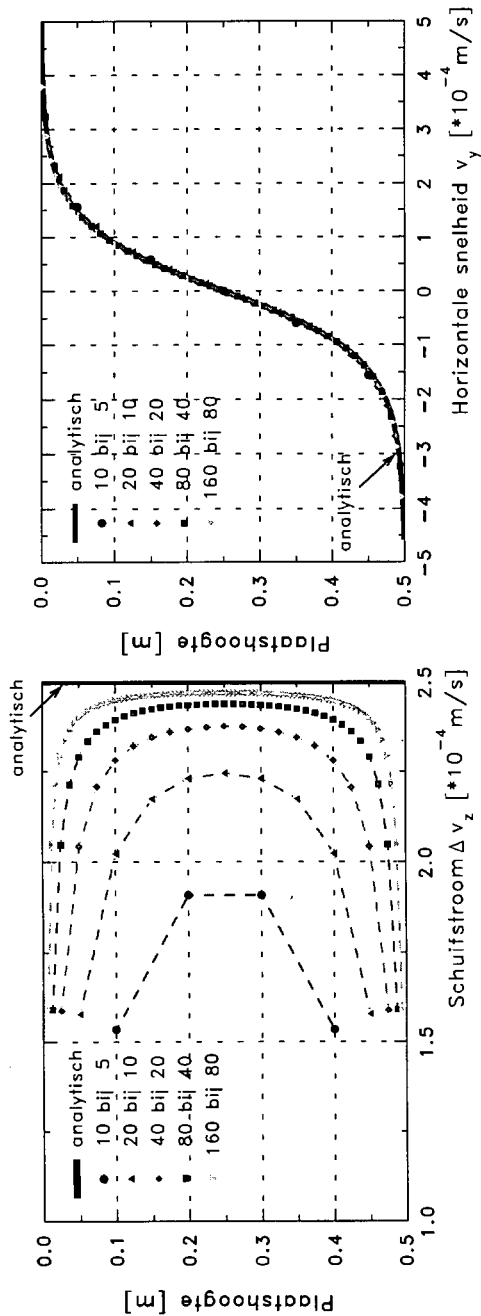 Plaatshoogte [m]
0.0
0.1
0.2
0.3
0.4
0.5
1.0
1.5
2.0
2.5
Schuifstroom Δ v_z [*10^-4 m/s]
analytisch
10 bij 5
20 bij 10
40 bij 20
80 bij 40
160 bij 80
analytisch
Plaatshoogte [m]
0.0
0.1
0.2
0.3
0.4
0.5
-5
-4
-3
-2
-1
0
1
2
3
4
5
Horizontale snelheid v_y [*10^-4 m/s]
analytisch
10 bij 5
20 bij 10
40 bij 20
80 bij 40
160 bij 80
analytisch